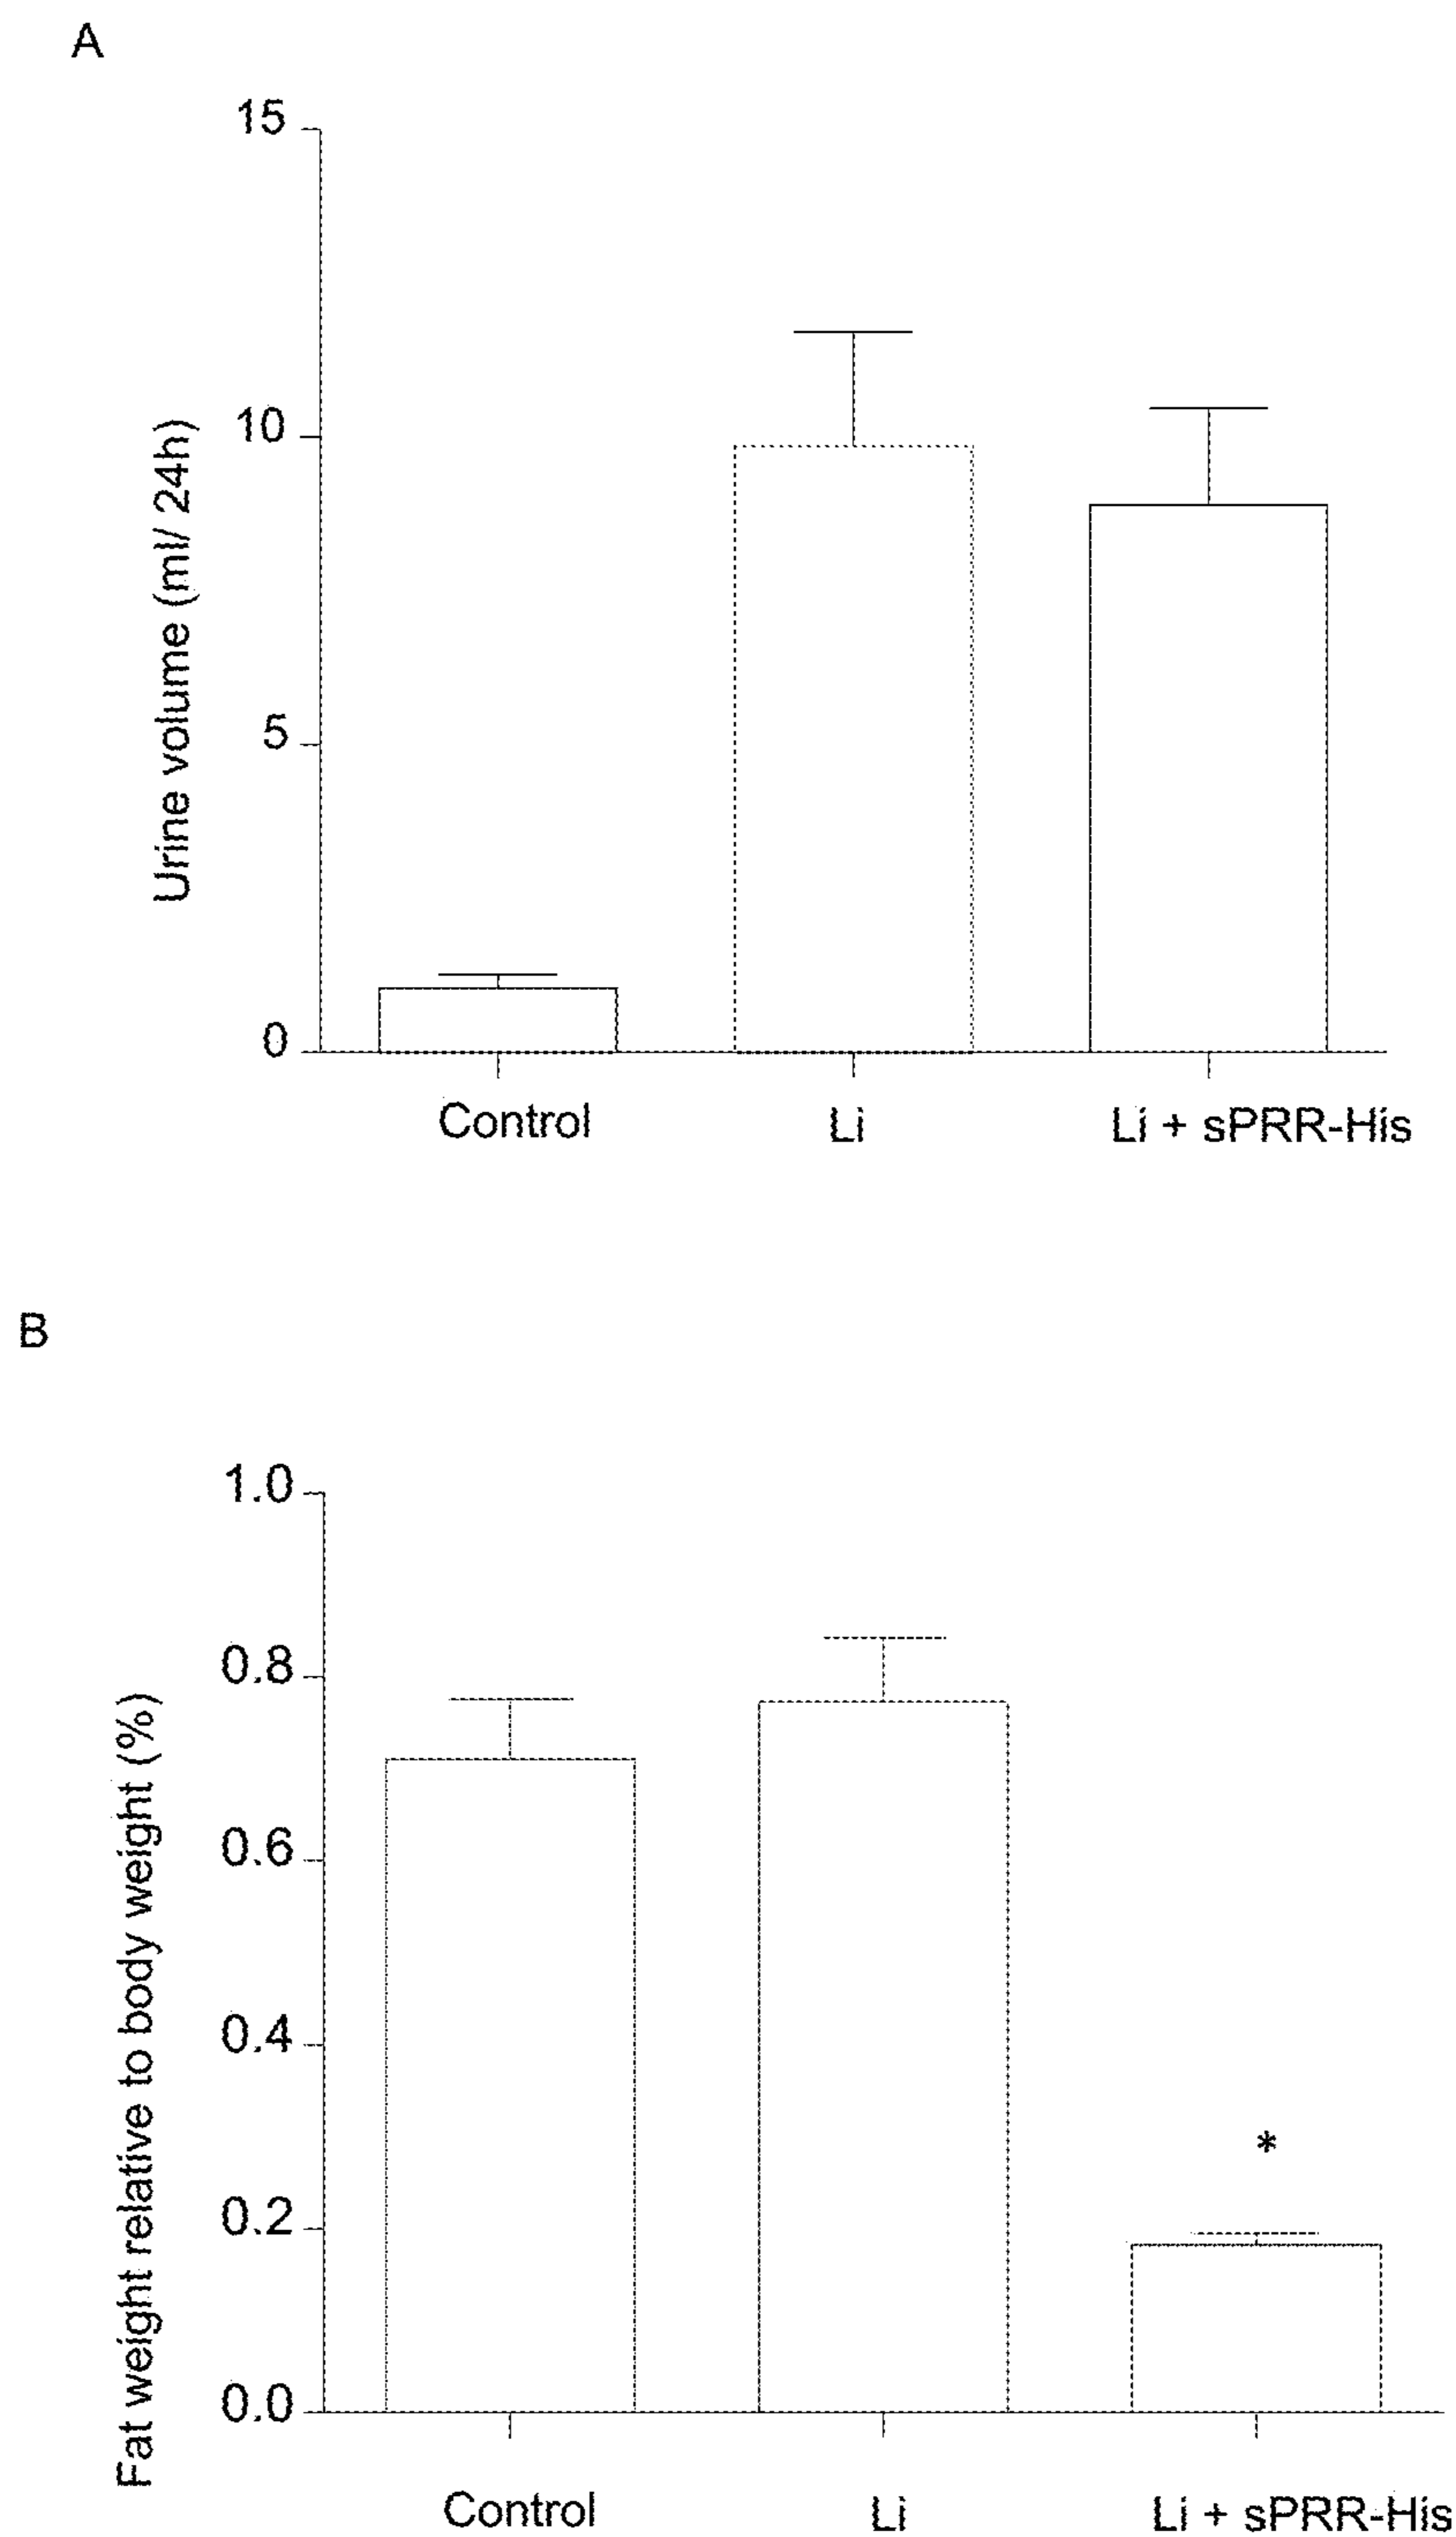 A
15
10
5
0
Urine volume (ml/ 24h)
Control
Li
Li + sPRR-His
B
1.0
0.8
0.6
0.4
0.2
0.0
Fat weight relative to body weight (%)
*
Control
Li
Li + sPRR-His